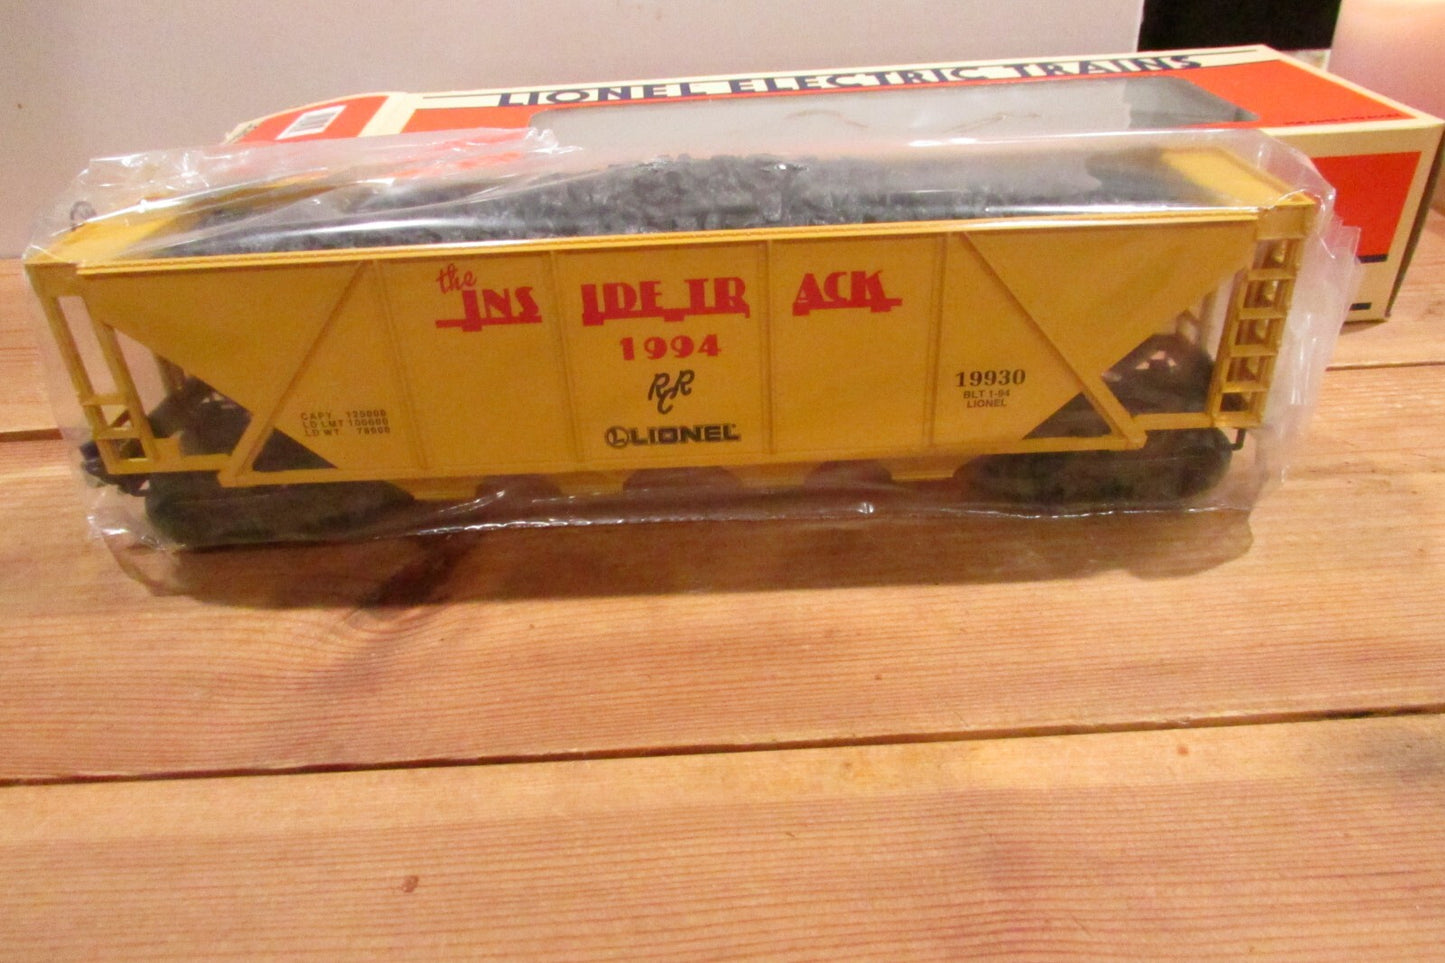 LIONEL ELECTRIC TRAINS
the
INSIDE TRACK
1994
RRC
LIONEL
CAPY 125000
LD LMT 100600
LD WT 78600
19930
BLT 1-94
LIONEL